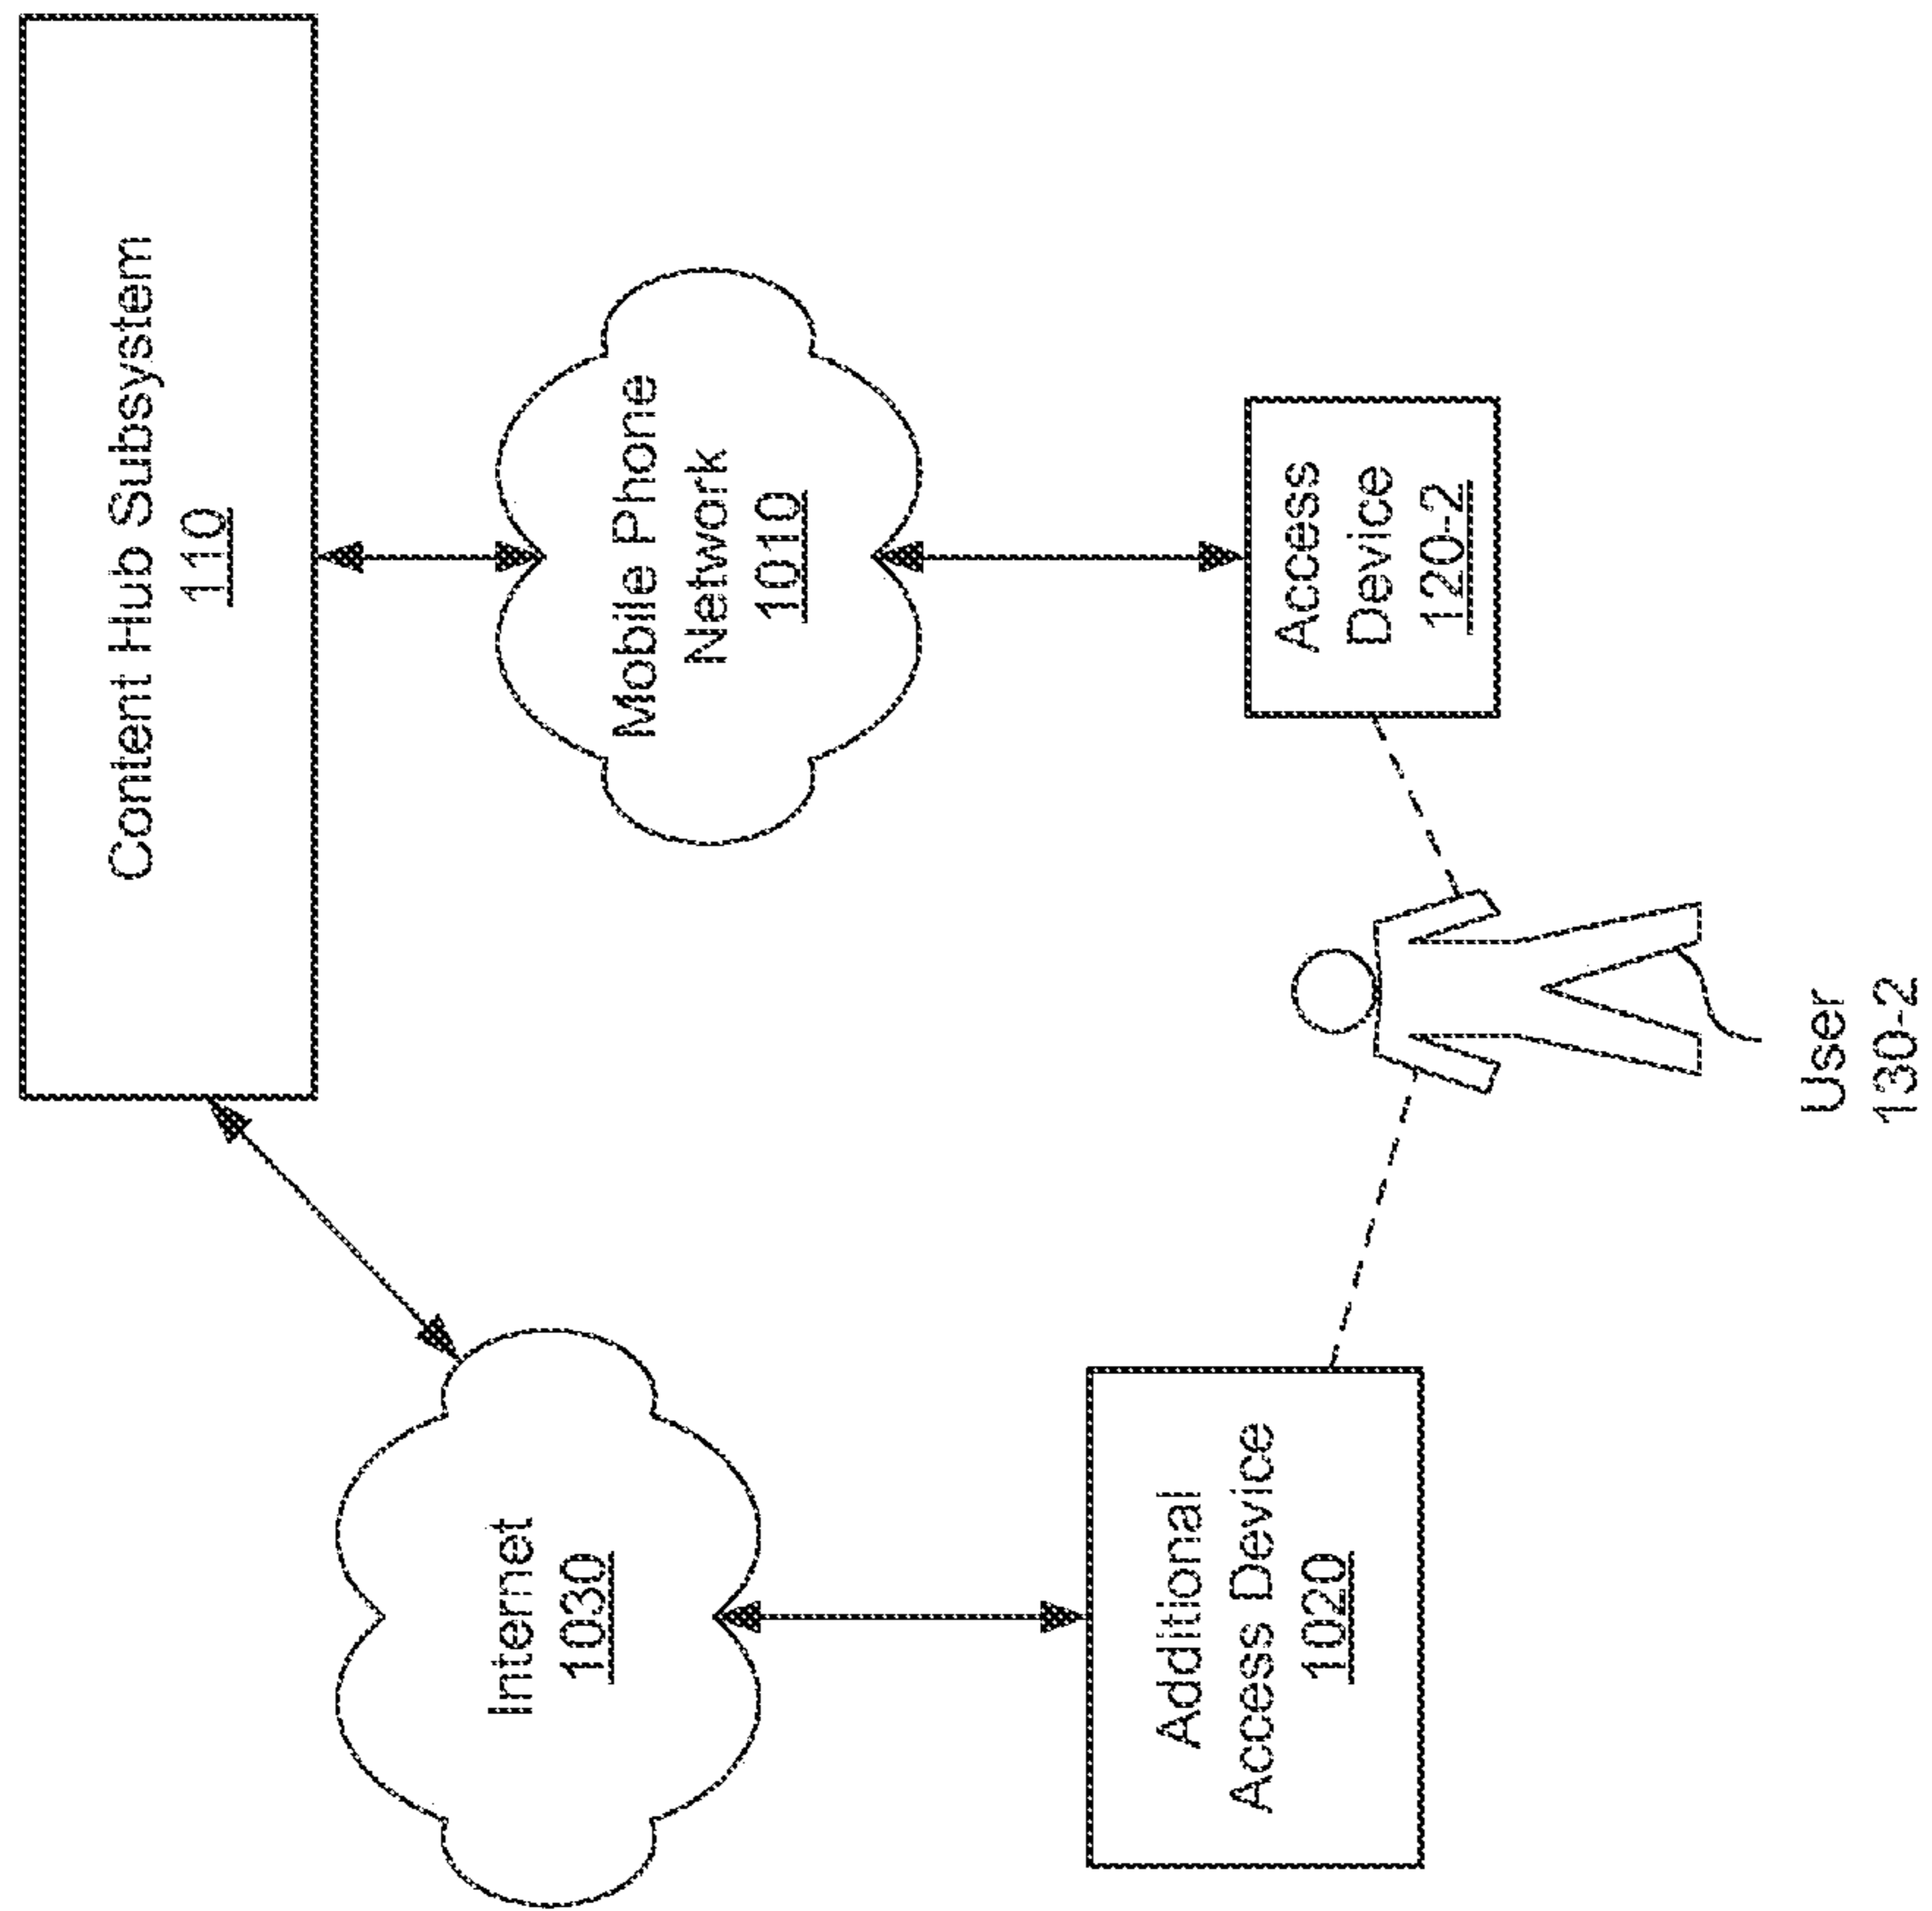 Content Hub Subsystem
110
Internet
1030
Mobile Phone
Network
1010
Additional
Access Device
1020
Access
Device
120-2
User
130-2